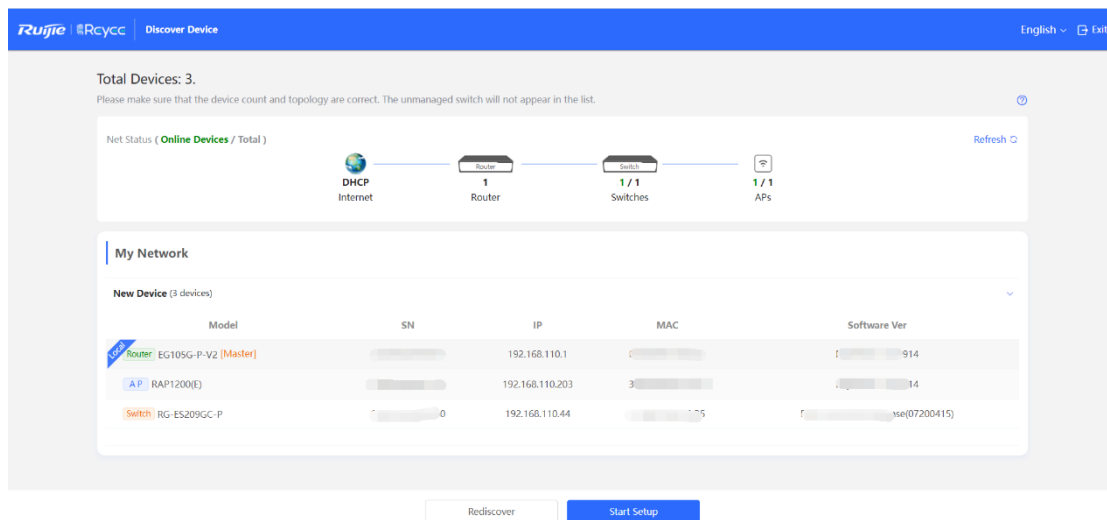 Ruijie Rcycc Discover Device English Exit
Total Devices: 3.
Please make sure that the device count and topology are correct. The unmanaged switch will not appear in the list.
Net Status ( Online Devices / Total ) Refresh
Router Switch
DHCP 1 1 / 1 1 / 1
Internet Router Switches APs
My Network
New Device (3 devices)
Model SN IP MAC Software Ver
Local Router EG105G-P-V2 [Master] 192.168.110.1 914
AP RAP1200(E) 192.168.110.203 3 14
Switch RG-ES209GC-P 0 192.168.110.44 ase(07200415)
Rediscover Start Setup